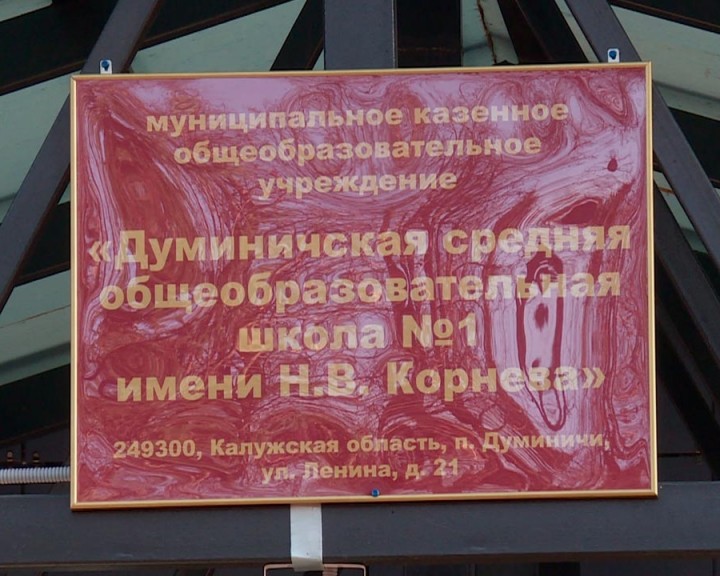 муниципальное казенное
общеобразовательное
учреждение
«Думиничская средняя
общеобразовательная
школа №1
имени Н.В. Корнева»
249300, Калужская область, п. Думиничи,
ул. Ленина, д. 21